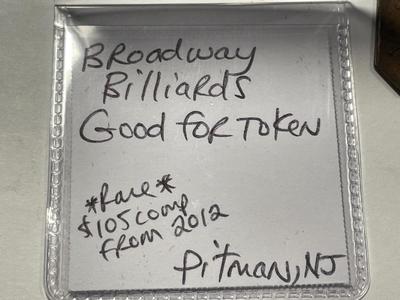 Broadway
Billiards
Good for Token
*Rare*
$105 comp
from 2012
Pitman, NJ